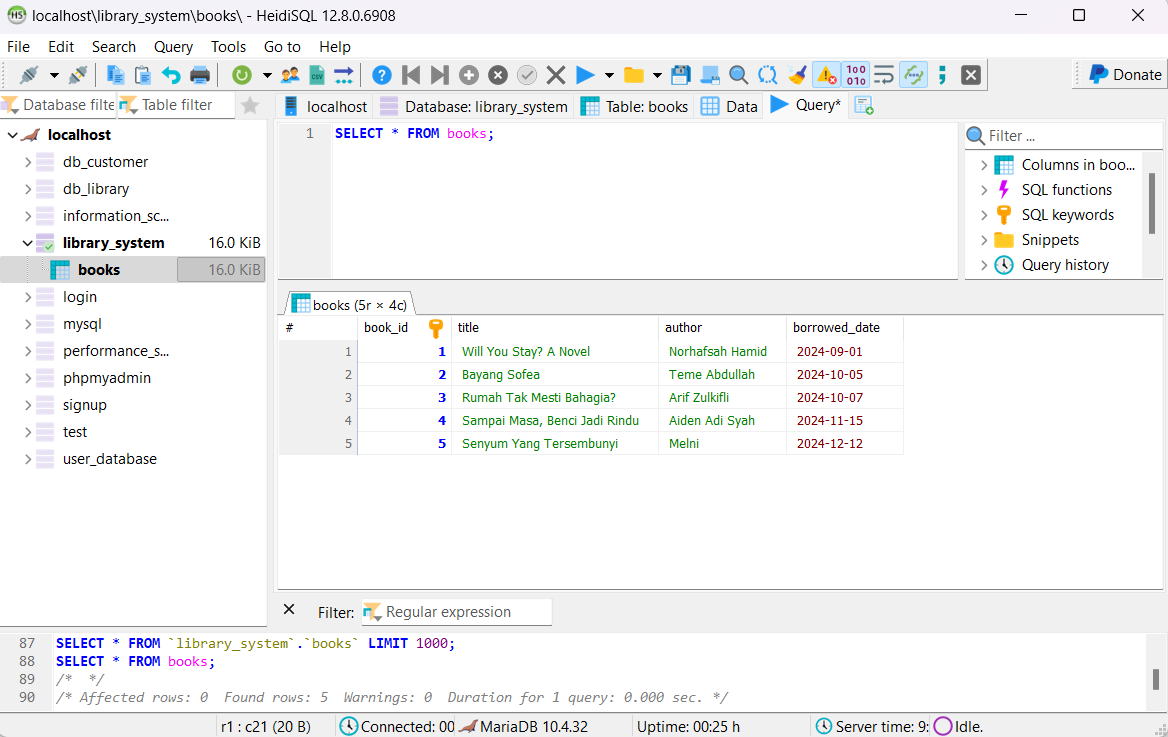 localhost\library_system\books\ - HeidiSQL 12.8.0.6908
File Edit Search Query Tools Go to Help
Donate
Database filte Table filter
localhost Database: library_system Table: books Data Query*
localhost
db_customer
db_library
information_sc...
library_system 16.0 KiB
books 16.0 KiB
login
mysql
performance_s...
phpmyadmin
signup
test
user_database
1 SELECT * FROM books;
Filter ...
Columns in boo...
SQL functions
SQL keywords
Snippets
Query history
books (5r × 4c)
# book_id title author borrowed_date
1 1 Will You Stay? A Novel Norhafsah Hamid 2024-09-01
2 2 Bayang Sofea Teme Abdullah 2024-10-05
3 3 Rumah Tak Mesti Bahagia? Arif Zulkifli 2024-10-07
4 4 Sampai Masa, Benci Jadi Rindu Aiden Adi Syah 2024-11-15
5 5 Senyum Yang Tersembunyi Melni 2024-12-12
Filter: Regular expression
87 SELECT * FROM `library_system`.`books` LIMIT 1000;
88 SELECT * FROM books;
89 /* */
90 /* Affected rows: 0 Found rows: 5 Warnings: 0 Duration for 1 query: 0.000 sec. */
r1 : c21 (20 B) Connected: 00 MariaDB 10.4.32 Uptime: 00:25 h Server time: 9: Idle.